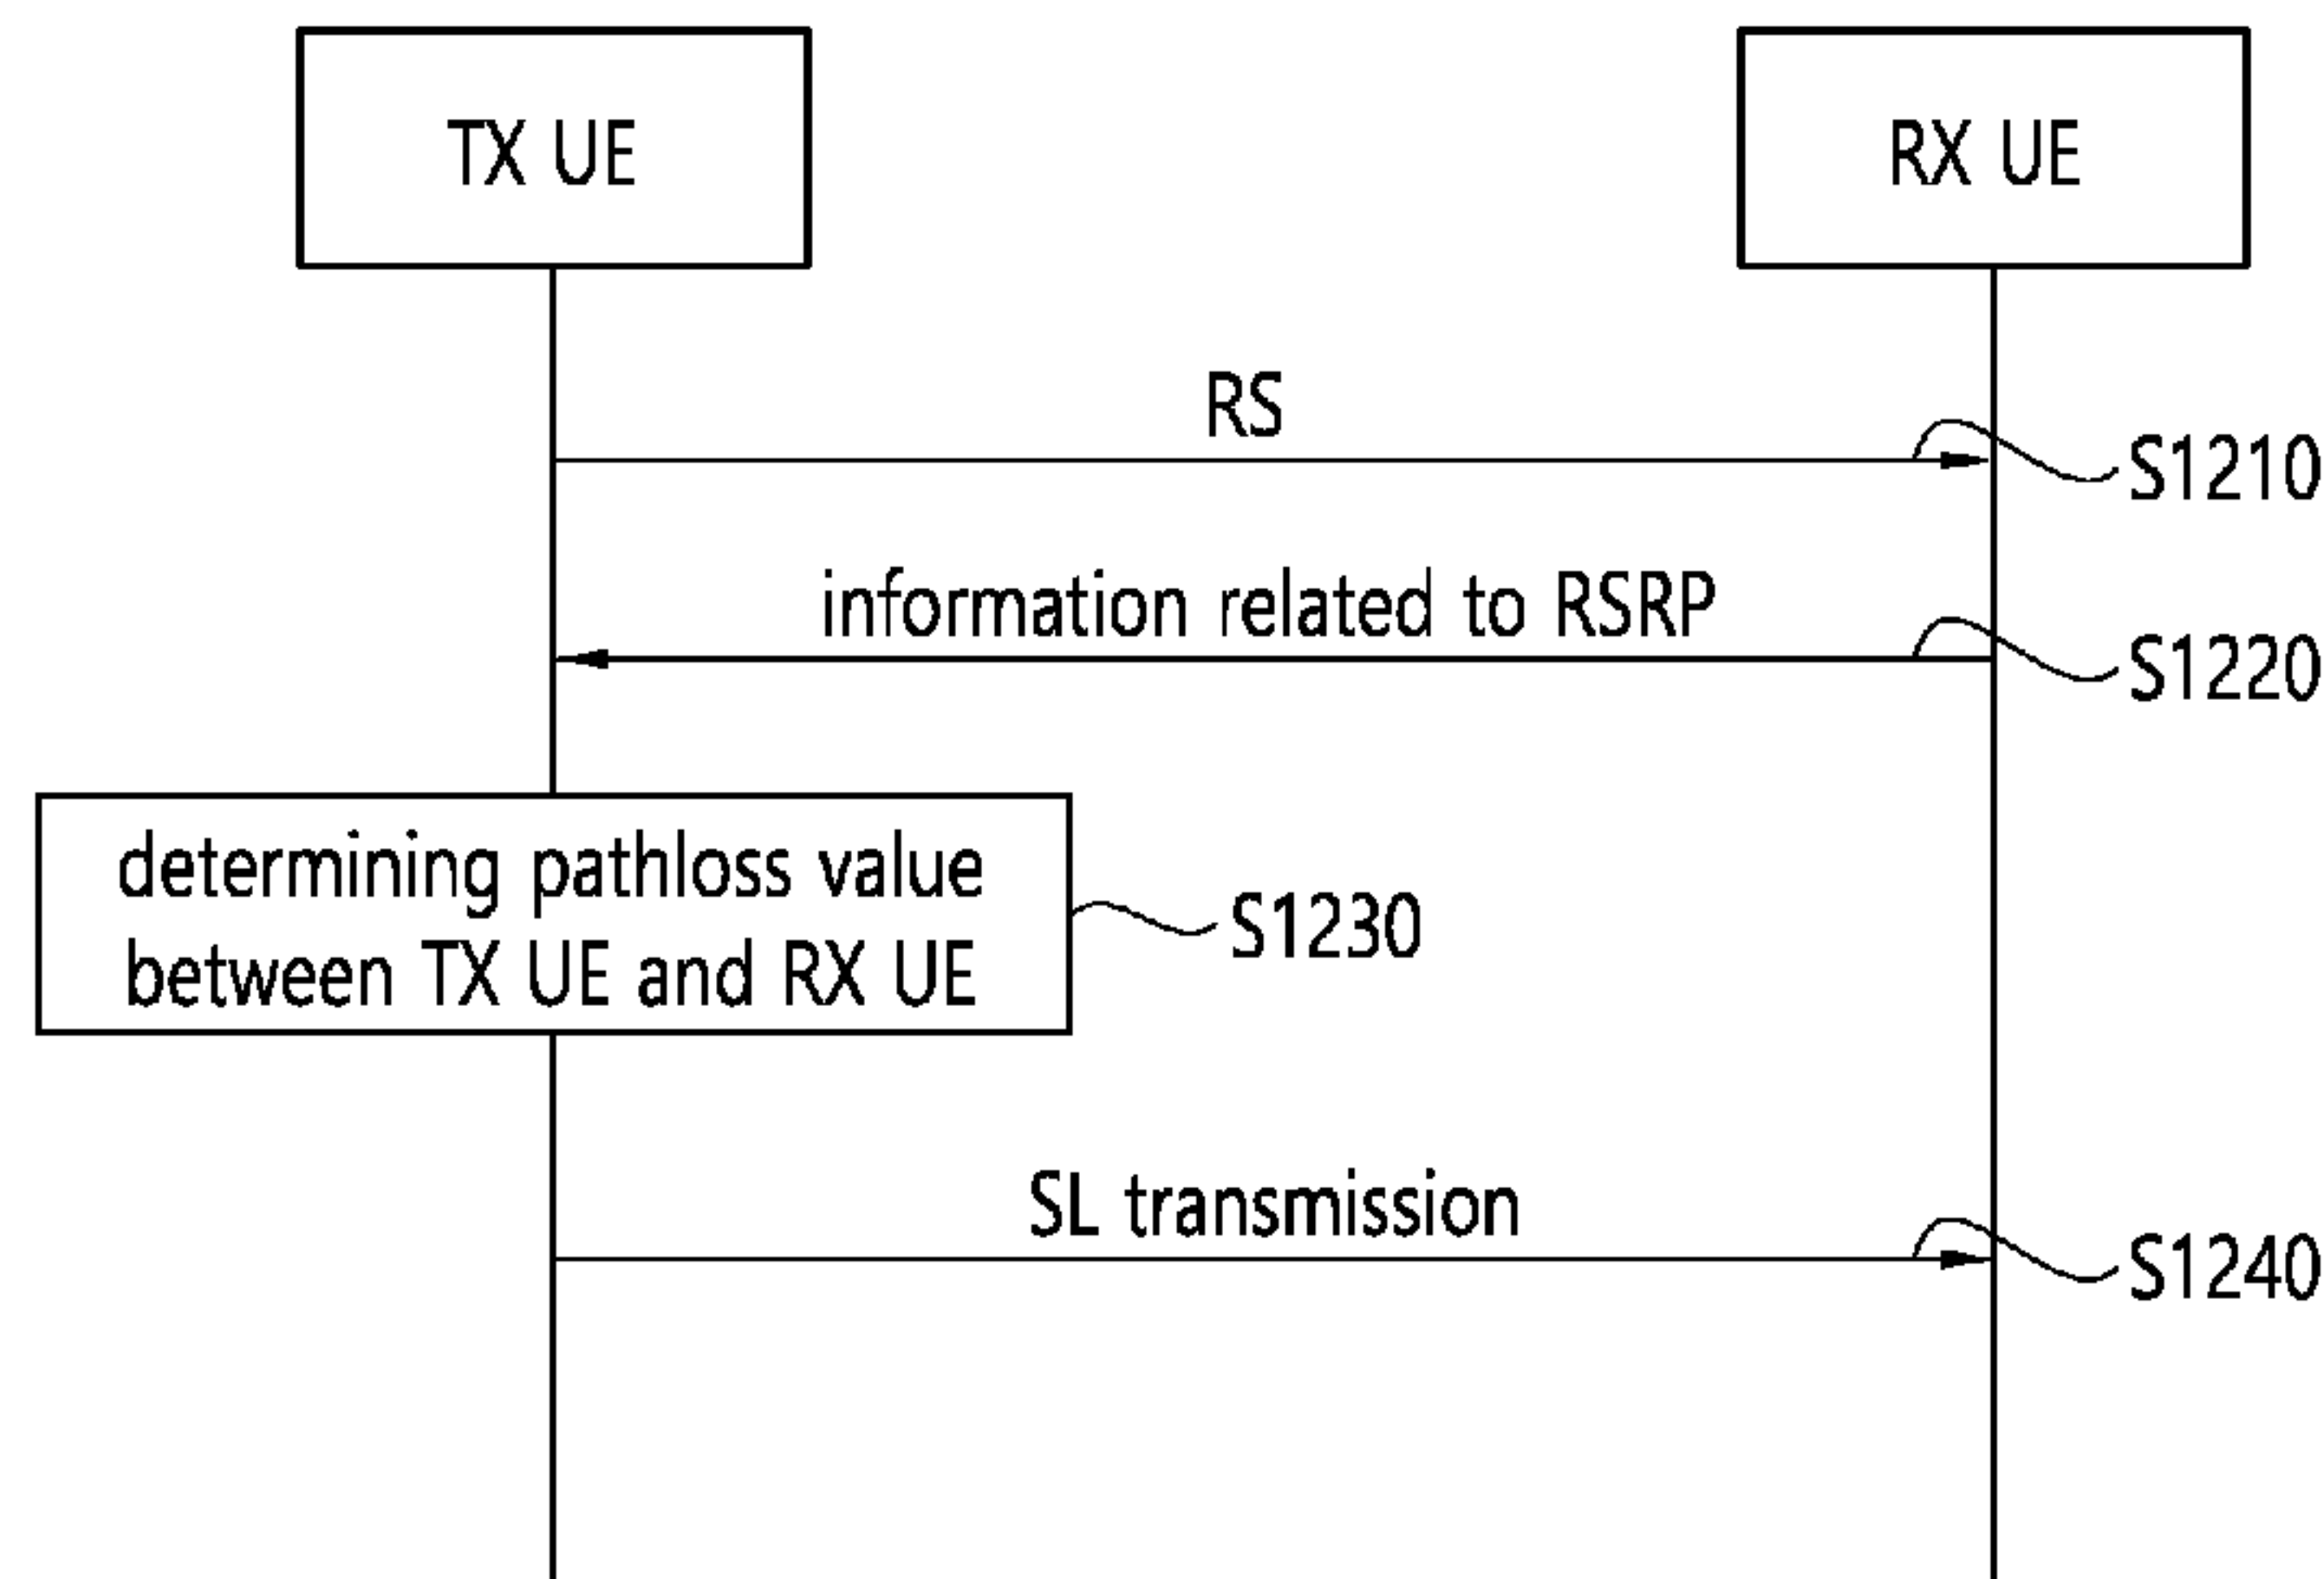 TX UE
RX UE
RS
S1210
information related to RSRP
S1220
determining pathloss value
between TX UE and RX UE
S1230
SL transmission
S1240